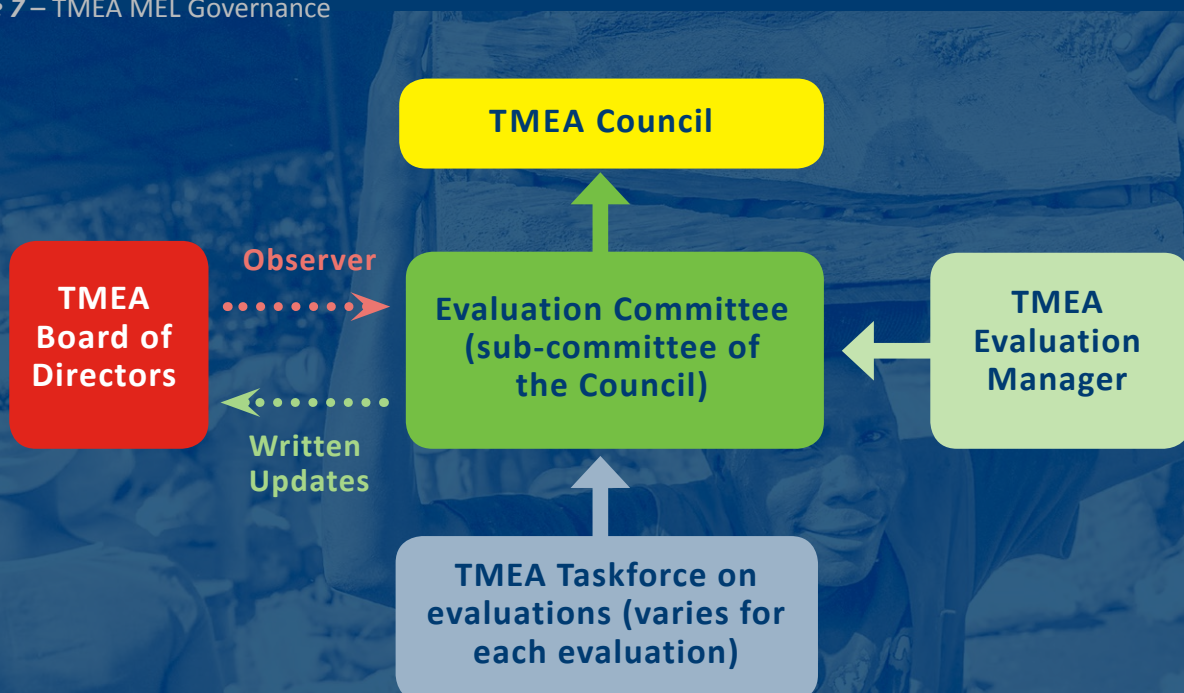 7 – TMEA MEL Governance
TMEA Council
Observer
TMEA
Board of
Directors
Evaluation Committee
(sub-committee of
the Council)
TMEA
Evaluation
Manager
Written
Updates
TMEA Taskforce on
evaluations (varies for
each evaluation)